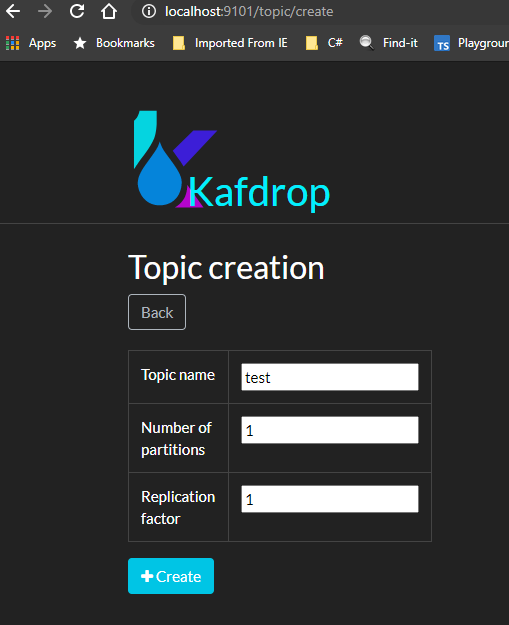 localhost:9101/topic/create
Apps Bookmarks Imported From IE C# Find-it TS Playgroun
Kafdrop
Topic creation
Back
Topic name test
Number of partitions 1
Replication factor 1
Create